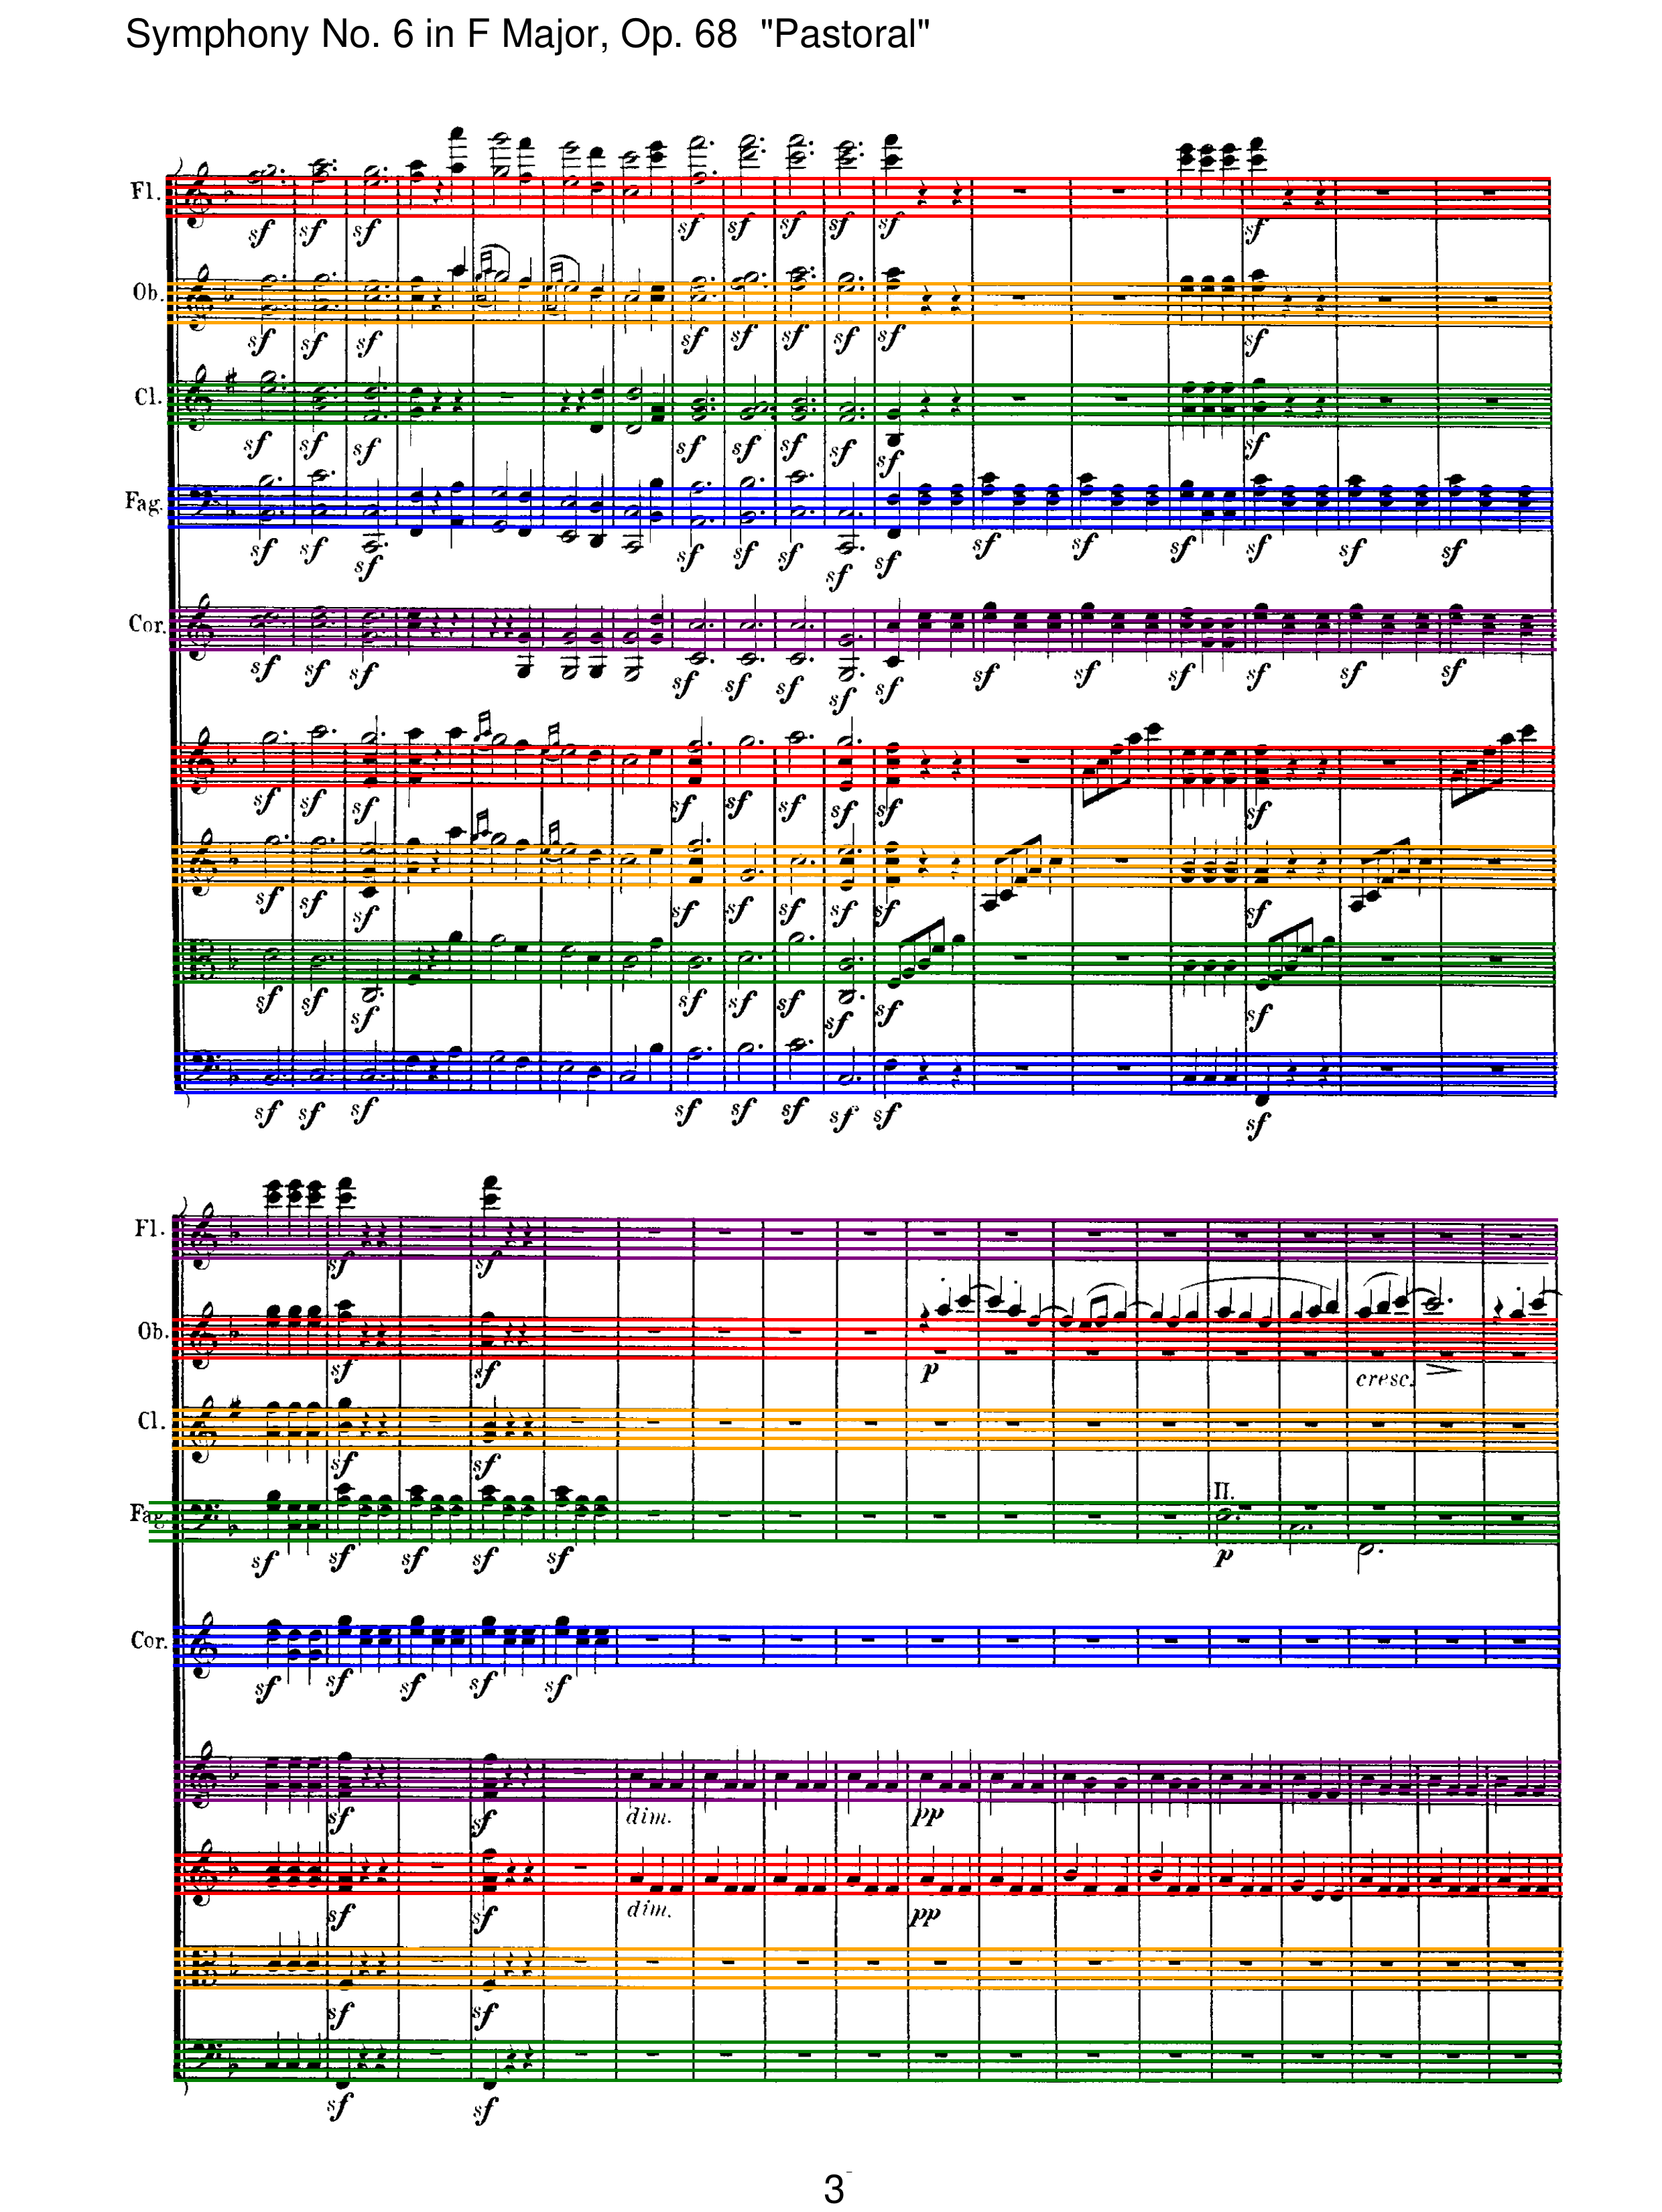 Symphony No. 6 in F Major, Op. 68 "Pastoral"
Fl.
sf sf sf sf sf sf sf sf sf
Ob.
sf sf sf sf sf sf sf sf sf
Cl.
sf sf sf sf sf sf sf sf sf
Fag.
sf sf sf sf sf sf sf sf sf sf sf sf sf sf
Cor.
sf sf sf sf sf sf sf sf sf sf sf sf sf sf
sf sf sf sf sf sf sf sf sf
sf sf sf sf sf sf sf sf sf
sf sf sf sf sf sf sf sf sf
sf sf sf sf sf sf sf sf sf
Fl.
sf sf
Ob.
sf sf p cresc.
Cl.
sf sf
II.
Fag.
sf sf sf sf sf p
Cor.
sf sf sf sf sf
sf sf dim. pp
sf sf dim. pp
sf sf
sf sf
3